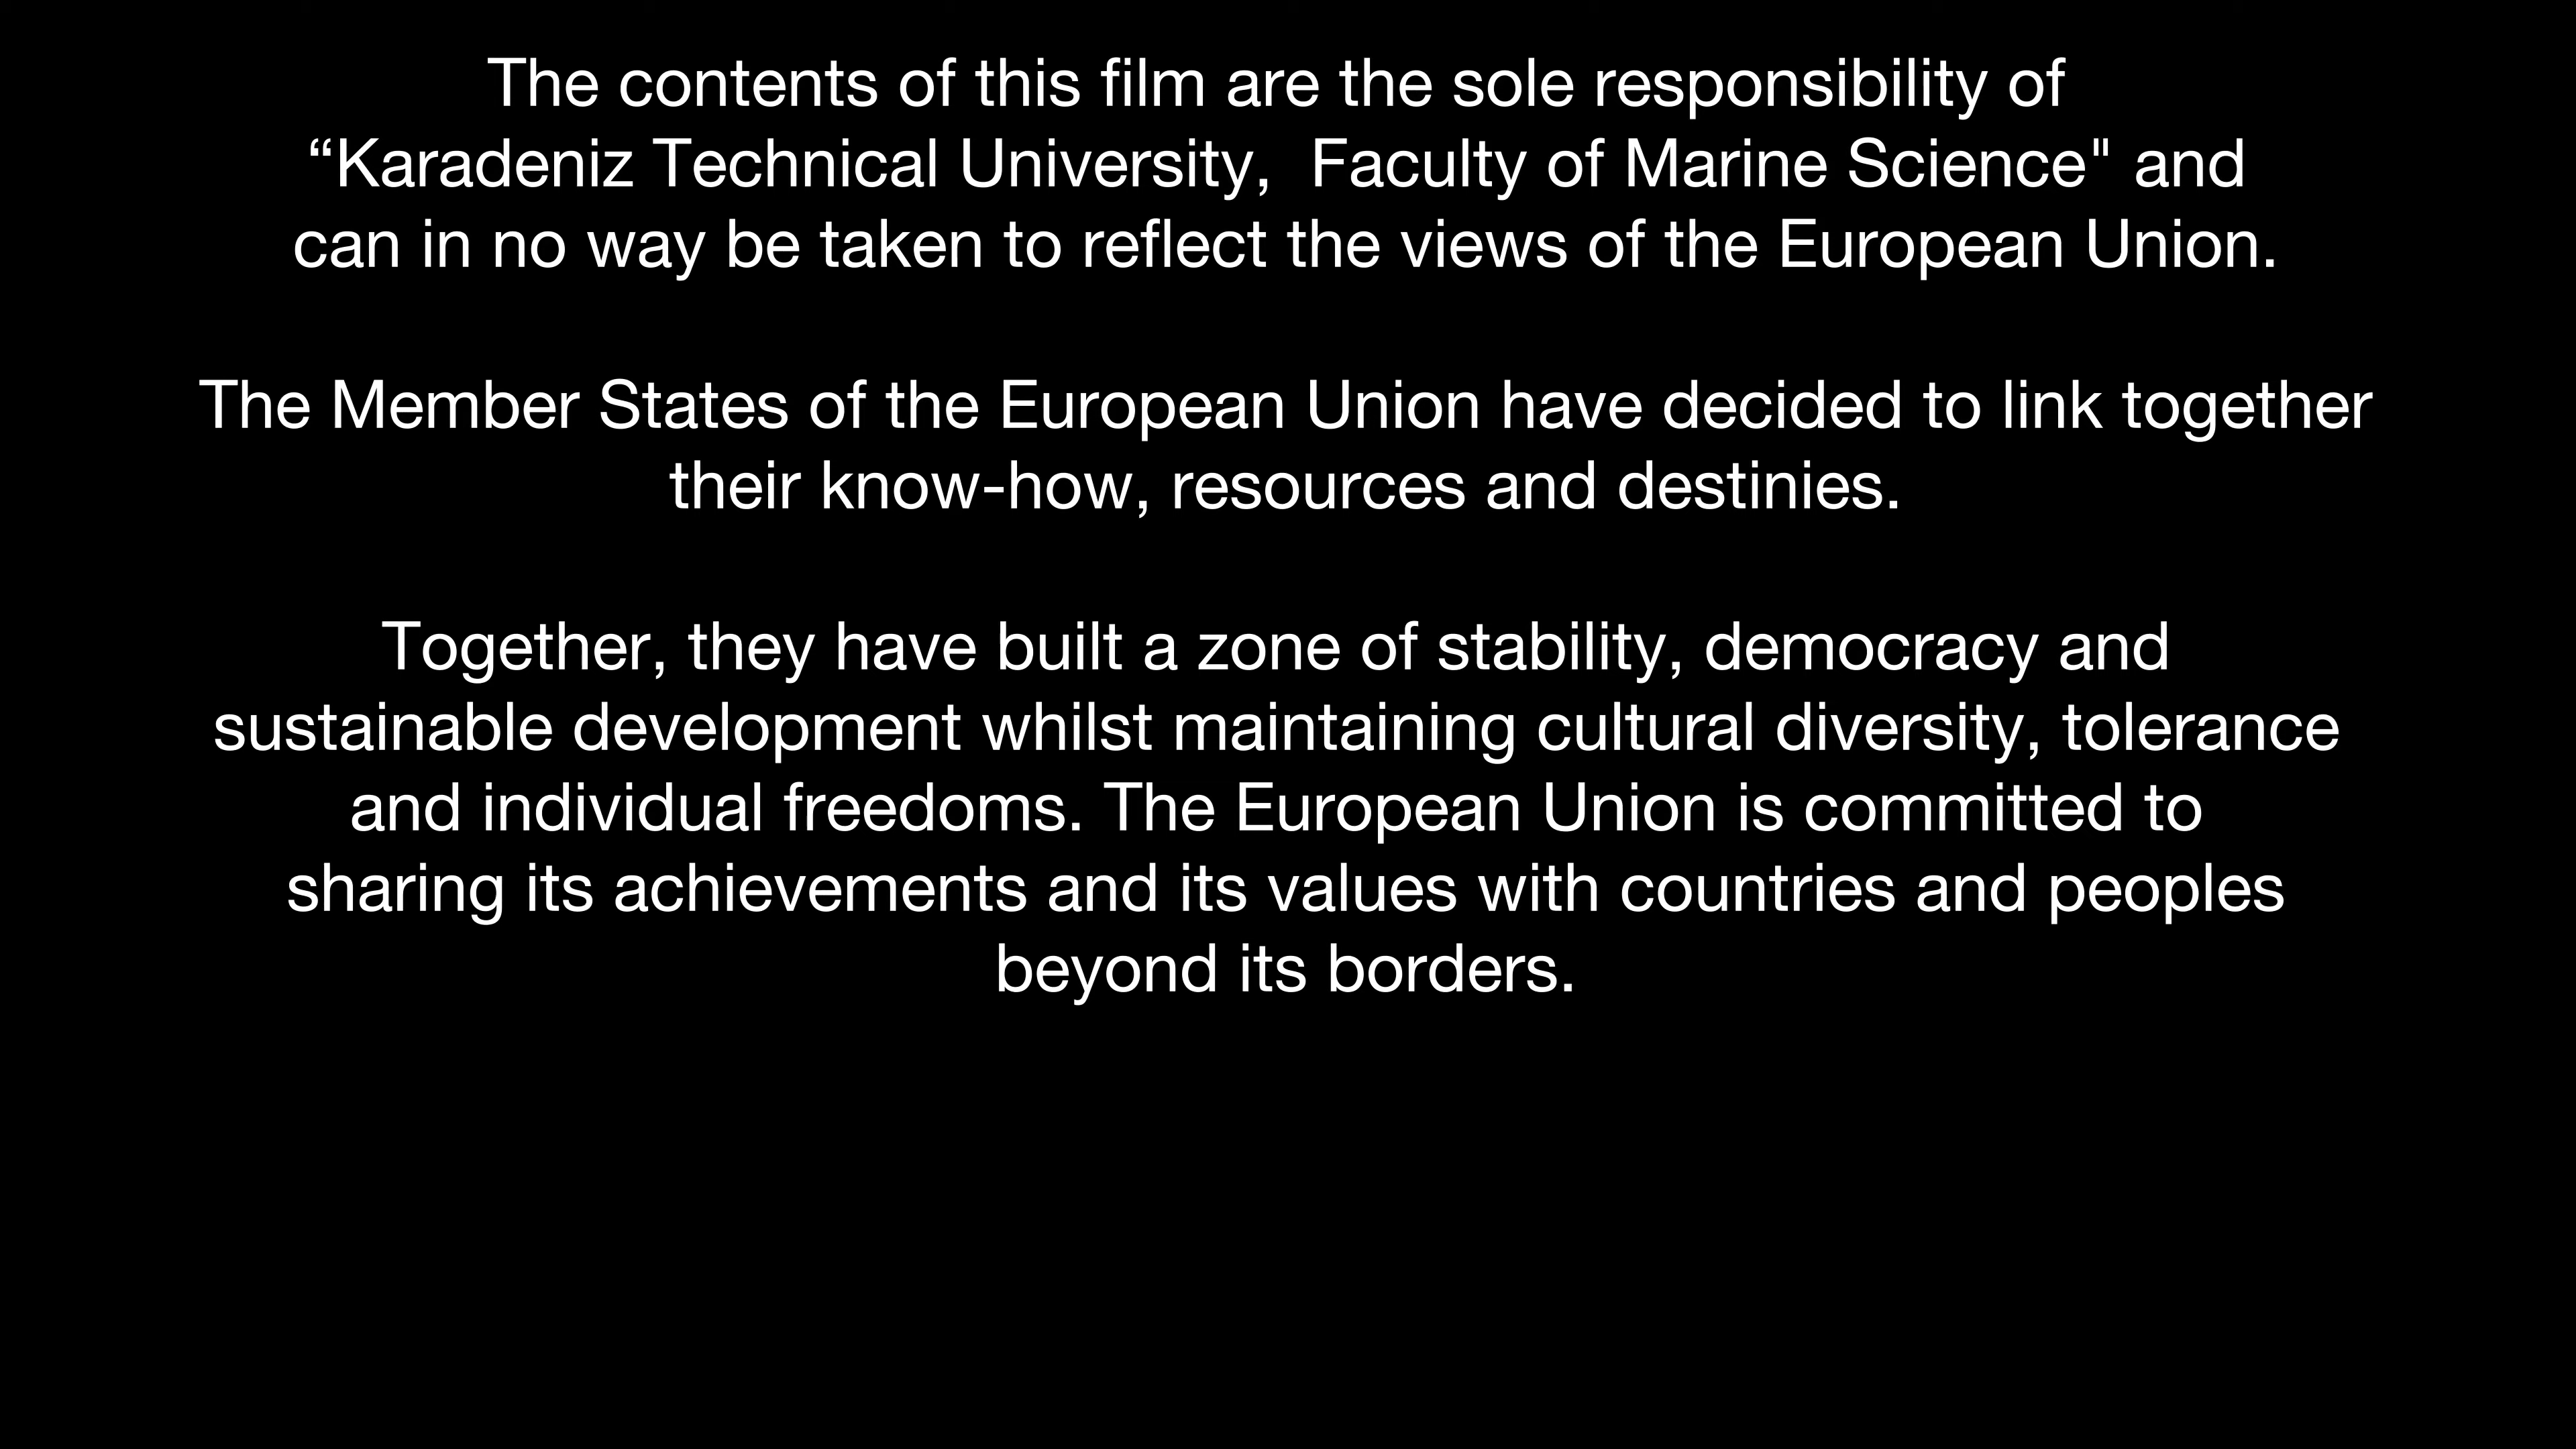 The contents of this film are the sole responsibility of
“Karadeniz Technical University,  Faculty of Marine Science" and
can in no way be taken to reflect the views of the European Union.
The Member States of the European Union have decided to link together
their know-how, resources and destinies.
Together, they have built a zone of stability, democracy and
sustainable development whilst maintaining cultural diversity, tolerance
and individual freedoms. The European Union is committed to
sharing its achievements and its values with countries and peoples
beyond its borders.